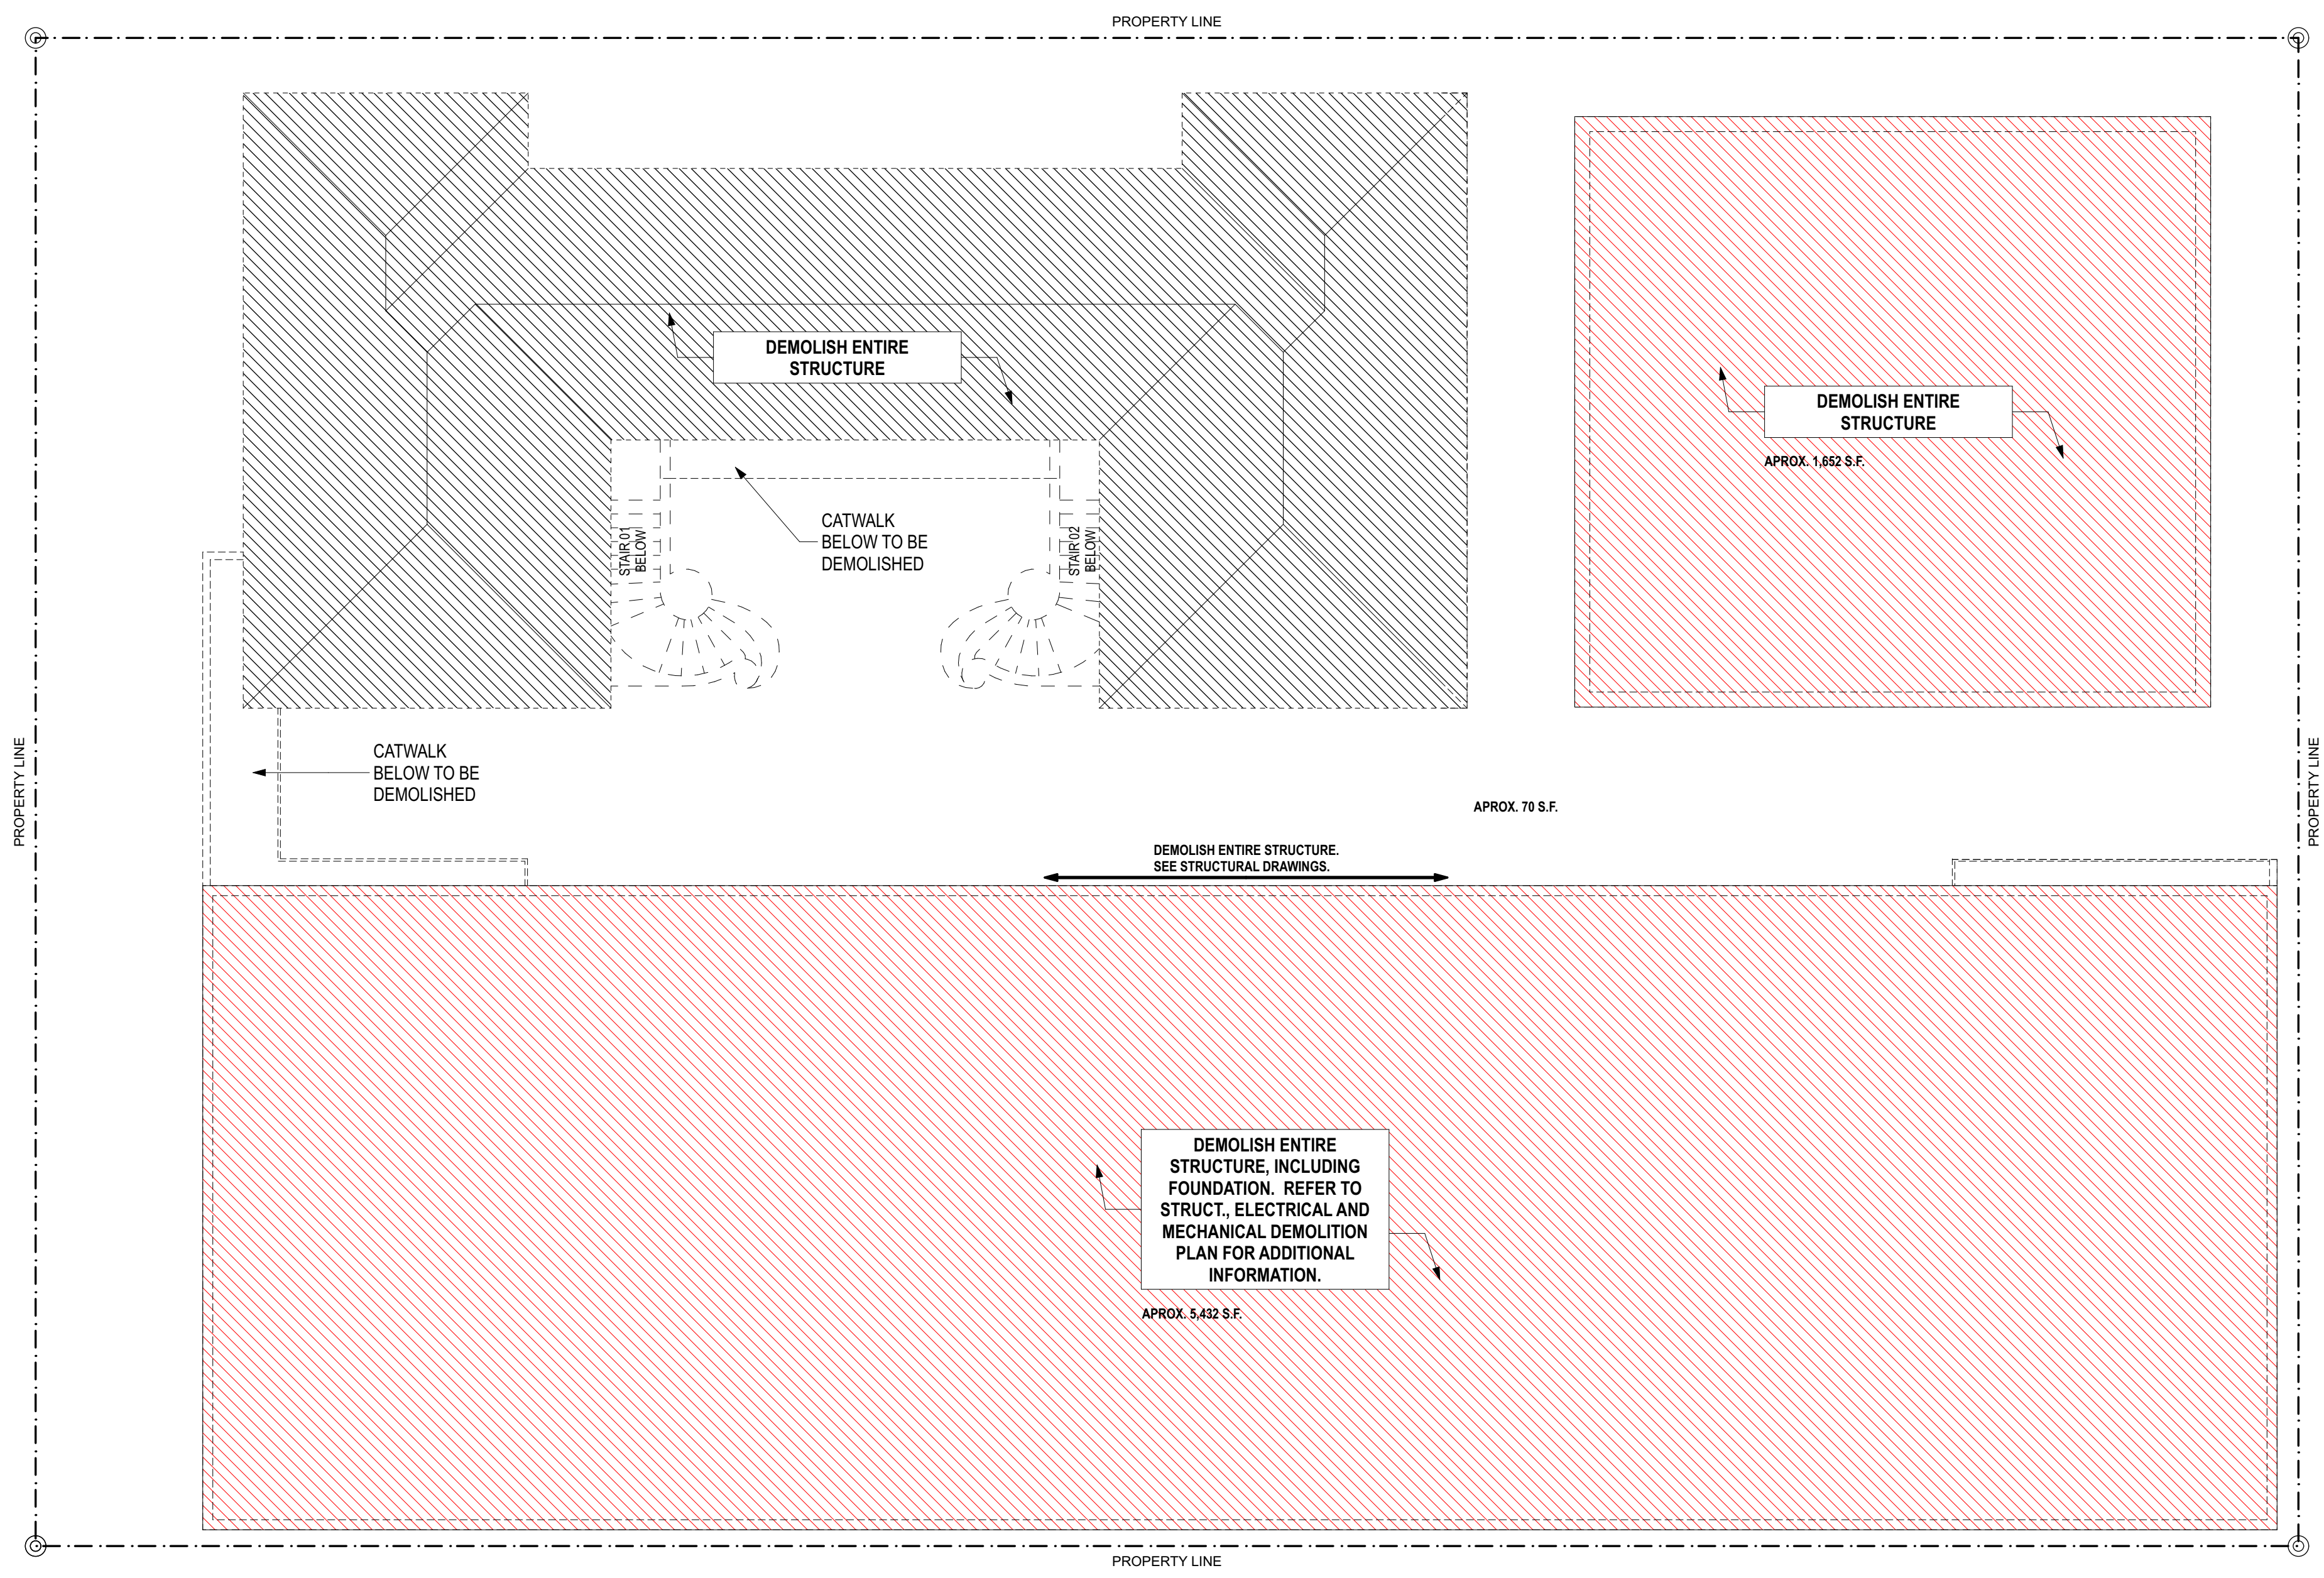 PROPERTY LINE
DEMOLISH ENTIRE
STRUCTURE
DEMOLISH ENTIRE
STRUCTURE
APROX. 1,652 S.F.
CATWALK
BELOW TO BE
DEMOLISHED
STAIR 01
BELOW
STAIR 02
BELOW
CATWALK
BELOW TO BE
DEMOLISHED
PROPERTY LINE
PROPERTY LINE
APROX. 70 S.F.
DEMOLISH ENTIRE STRUCTURE.
SEE STRUCTURAL DRAWINGS.
DEMOLISH ENTIRE
STRUCTURE, INCLUDING
FOUNDATION. REFER TO
STRUCT., ELECTRICAL AND
MECHANICAL DEMOLITION
PLAN FOR ADDITIONAL
INFORMATION.
APROX. 5,432 S.F.
PROPERTY LINE